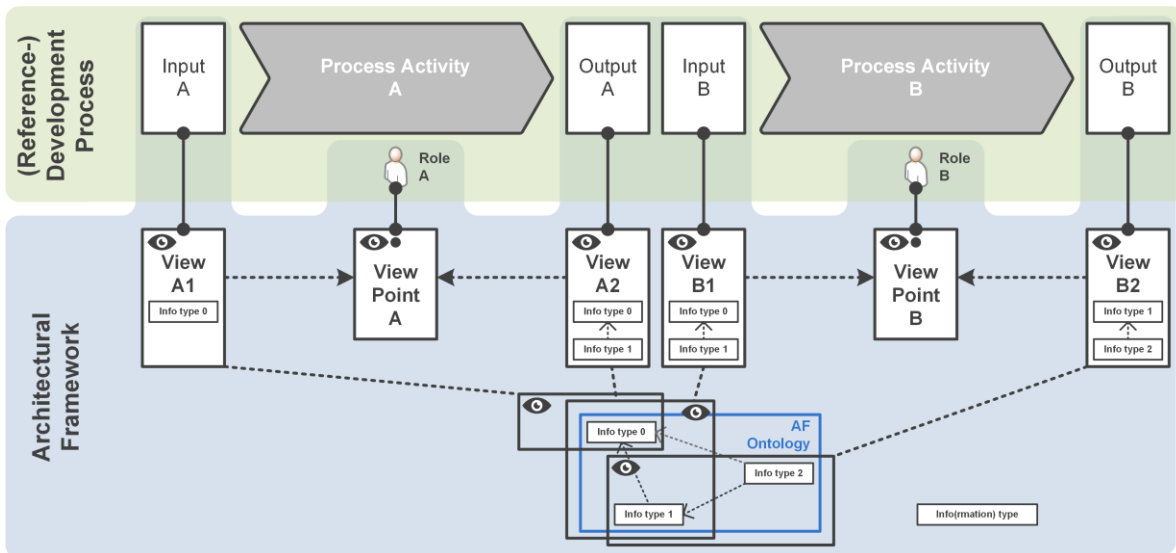 (Reference-)
Development
Process
Input
A
Process Activity
A
Output
A
Input
B
Process Activity
B
Output
B
Role
A
Role
B
Architectural
Framework
View
A1
Info type 0
View
Point
A
View
A2
Info type 0
Info type 1
View
B1
Info type 0
Info type 1
View
Point
B
View
B2
Info type 1
Info type 2
AF
Ontology
Info type 0
Info type 2
Info type 1
Info(rmation) type